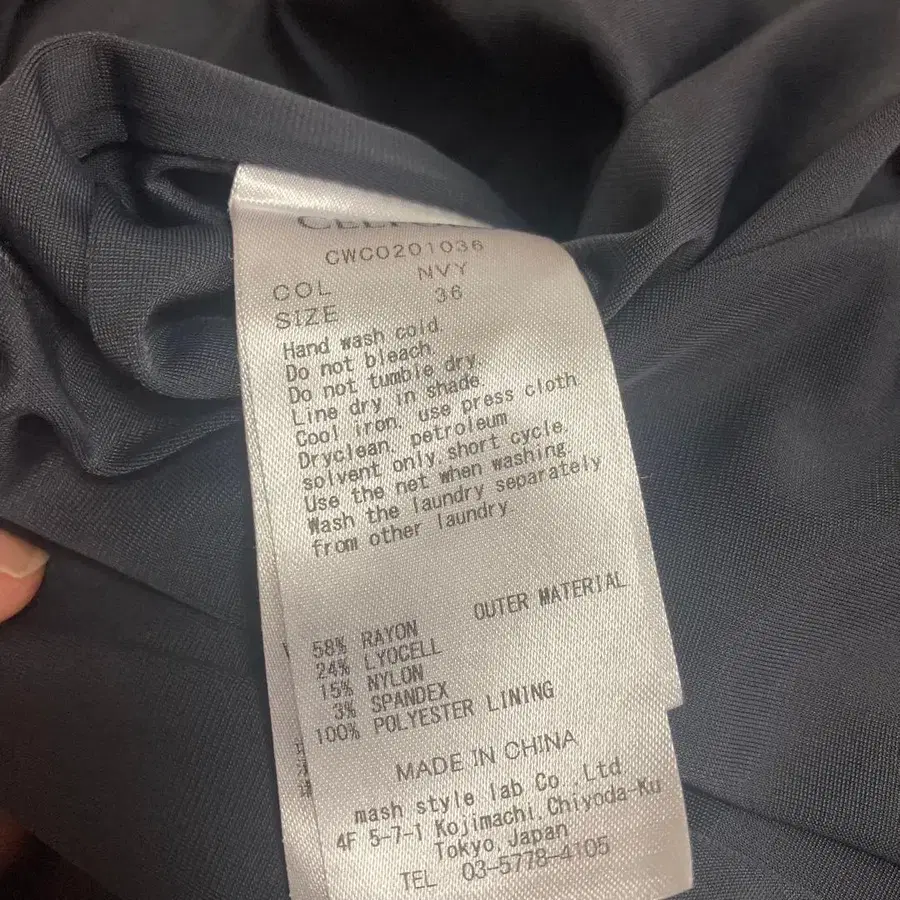 CWC0201036
COL NVY
SIZE 36
Hand wash cold.
Do not bleach.
Do not tumble dry.
Line dry in shade.
Cool iron. use press cloth
Dryclean. petroleum
solvent only.short cycle.
Use the net when washing.
Wash the laundry separately
from other laundry
OUTER MATERIAL
58% RAYON
24% LYOCELL
15% NYLON
3% SPANDEX
100% POLYESTER LINING
MADE IN CHINA
mash style lab Co., Ltd
4F 5-7-1 Kojimachi,Chiyoda-Ku
Tokyo,Japan
TEL 03-5778-4105